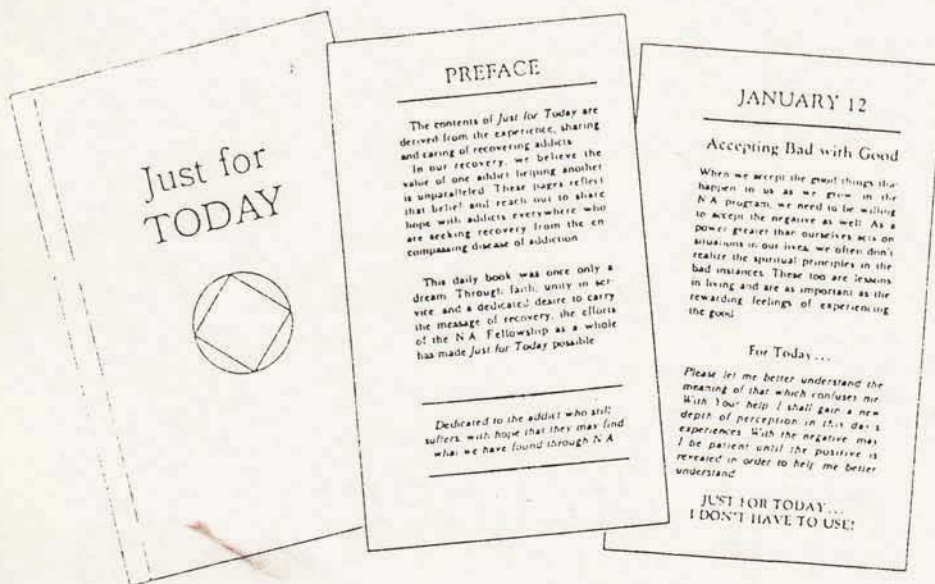 Just for
TODAY
PREFACE
The contents of Just for Today are
derived from the experience, sharing
and caring of recovering addicts
In our recovery, we believe the
value of one addict helping another
is unparalleled. These pages reflect
that belief and reach out to share
hope with addicts everywhere who
are seeking recovery from the en
compassing disease of addiction
This daily book was once only a
dream. Through faith, unity in ser-
vice and a dedicated desire to carry
the message of recovery, the efforts
of the N.A. Fellowship as a whole
has made Just for Today possible
Dedicated to the addict who still
suffers, with hope that they may find
what we have found through N.A.
JANUARY 12
Accepting Bad with Good
When we accept the good things that
happen to us as we grow in the
N.A. program, we need to be willing
to accept the negative as well. As a
power greater than ourselves acts on
situations in our lives, we often don't
realize the spiritual principles in the
bad instances. These too are lessons
in living and are as important as the
rewarding feelings of experiencing
the good
For Today...
Please let me better understand the
meaning of that which confuses me.
With Your help I shall gain a new
depth of perception in this day's
experiences. With the negative may
I be patient until the positive is
revealed in order to help me better
understand
JUST FOR TODAY...
I DON'T HAVE TO USE!